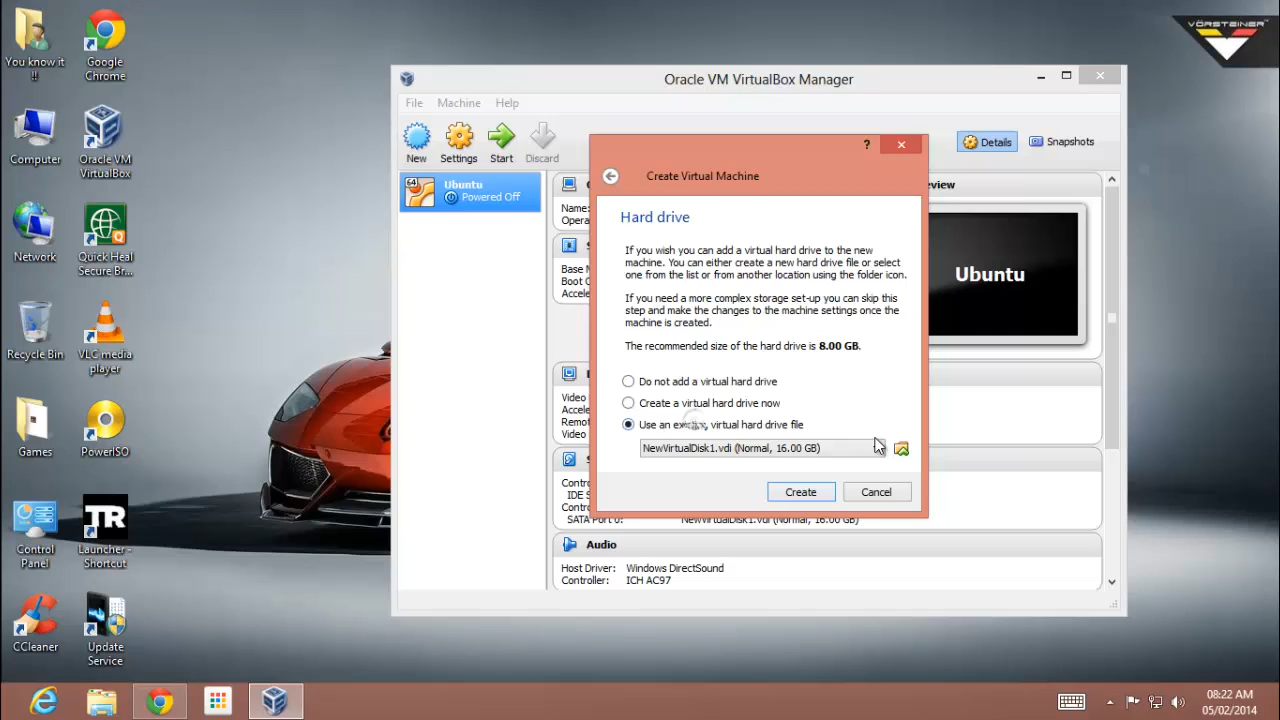 You know it
!!
Google
Chrome
Computer
Oracle VM
VirtualBox
Network
Quick Heal
Secure Br...
Recycle Bin
VLC media
player
Games
PowerISO
Control
Panel
TR
Launcher -
Shortcut
CCleaner
Update
Service
VÖRSTEINER™
Oracle VM VirtualBox Manager
File Machine Help
New Settings Start Discard
Details Snapshots
64
Ubuntu
Powered Off
Name:
Opera
Base M
Boot O
Accele
Video
Accele
Remot
Video
Contr
IDE S
Contr
SATA Port 0: NewVirtualDisk1.vdi (Normal, 16.00 GB)
Audio
Host Driver: Windows DirectSound
Controller: ICH AC97
eview
Ubuntu
?
Create Virtual Machine
Hard drive
If you wish you can add a virtual hard drive to the new
machine. You can either create a new hard drive file or select
one from the list or from another location using the folder icon.
If you need a more complex storage set-up you can skip this
step and make the changes to the machine settings once the
machine is created.
The recommended size of the hard drive is 8.00 GB.
Do not add a virtual hard drive
Create a virtual hard drive now
Use an virtual hard drive file
NewVirtualDisk1.vdi (Normal, 16.00 GB)
Create Cancel
08:22 AM
05/02/2014